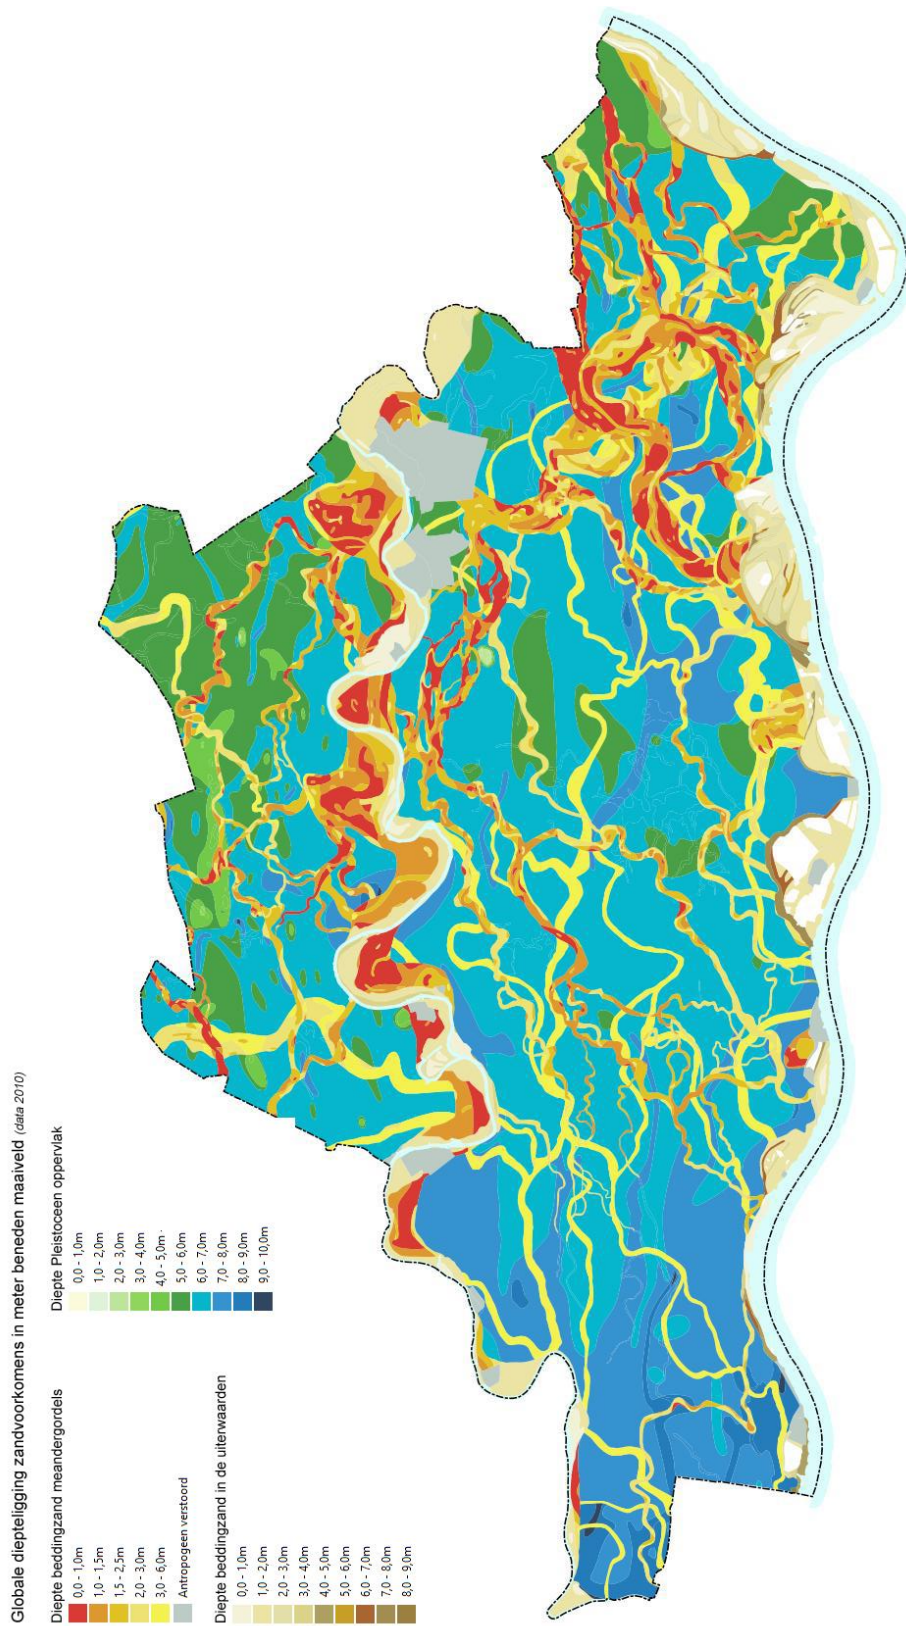 Globale diepteligging zandvoorkomens in meter beneden maaiveld (data 2010)
Diepte beddingzand meandergordels
0,0 - 1,0m
1,0 - 1,5m
1,5 - 2,5m
2,0 - 3,0m
3,0 - 6,0m
Antropogeen verstoord
Diepte Pleistoceen oppervlak
0,0 - 1,0m
1,0 - 2,0m
2,0 - 3,0m
3,0 - 4,0m
4,0 - 5,0m
5,0 - 6,0m
6,0 - 7,0m
7,0 - 8,0m
8,0 - 9,0m
9,0 - 10,0m
Diepte beddingzand in de uiterwaarden
0,0 - 1,0m
1,0 - 2,0m
2,0 - 3,0m
3,0 - 4,0m
4,0 - 5,0m
5,0 - 6,0m
6,0 - 7,0m
7,0 - 8,0m
8,0 - 9,0m